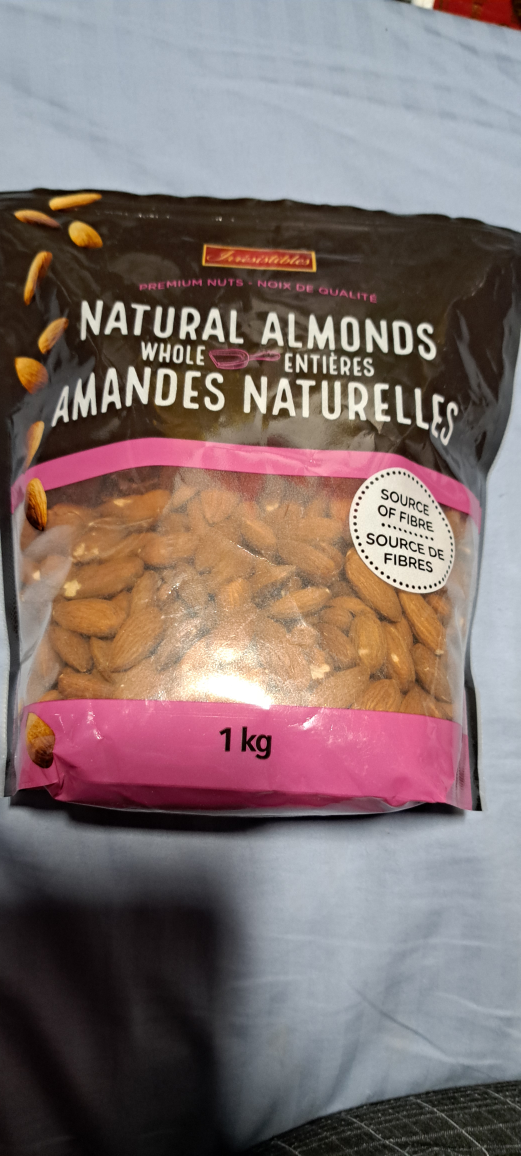 Irresistibles
PREMIUM NUTS - NOIX DE QUALITÉ
NATURAL ALMONDS
WHOLE ENTIÈRES
AMANDES NATURELLES
SOURCE
OF FIBRE
SOURCE DE
FIBRES
1 kg